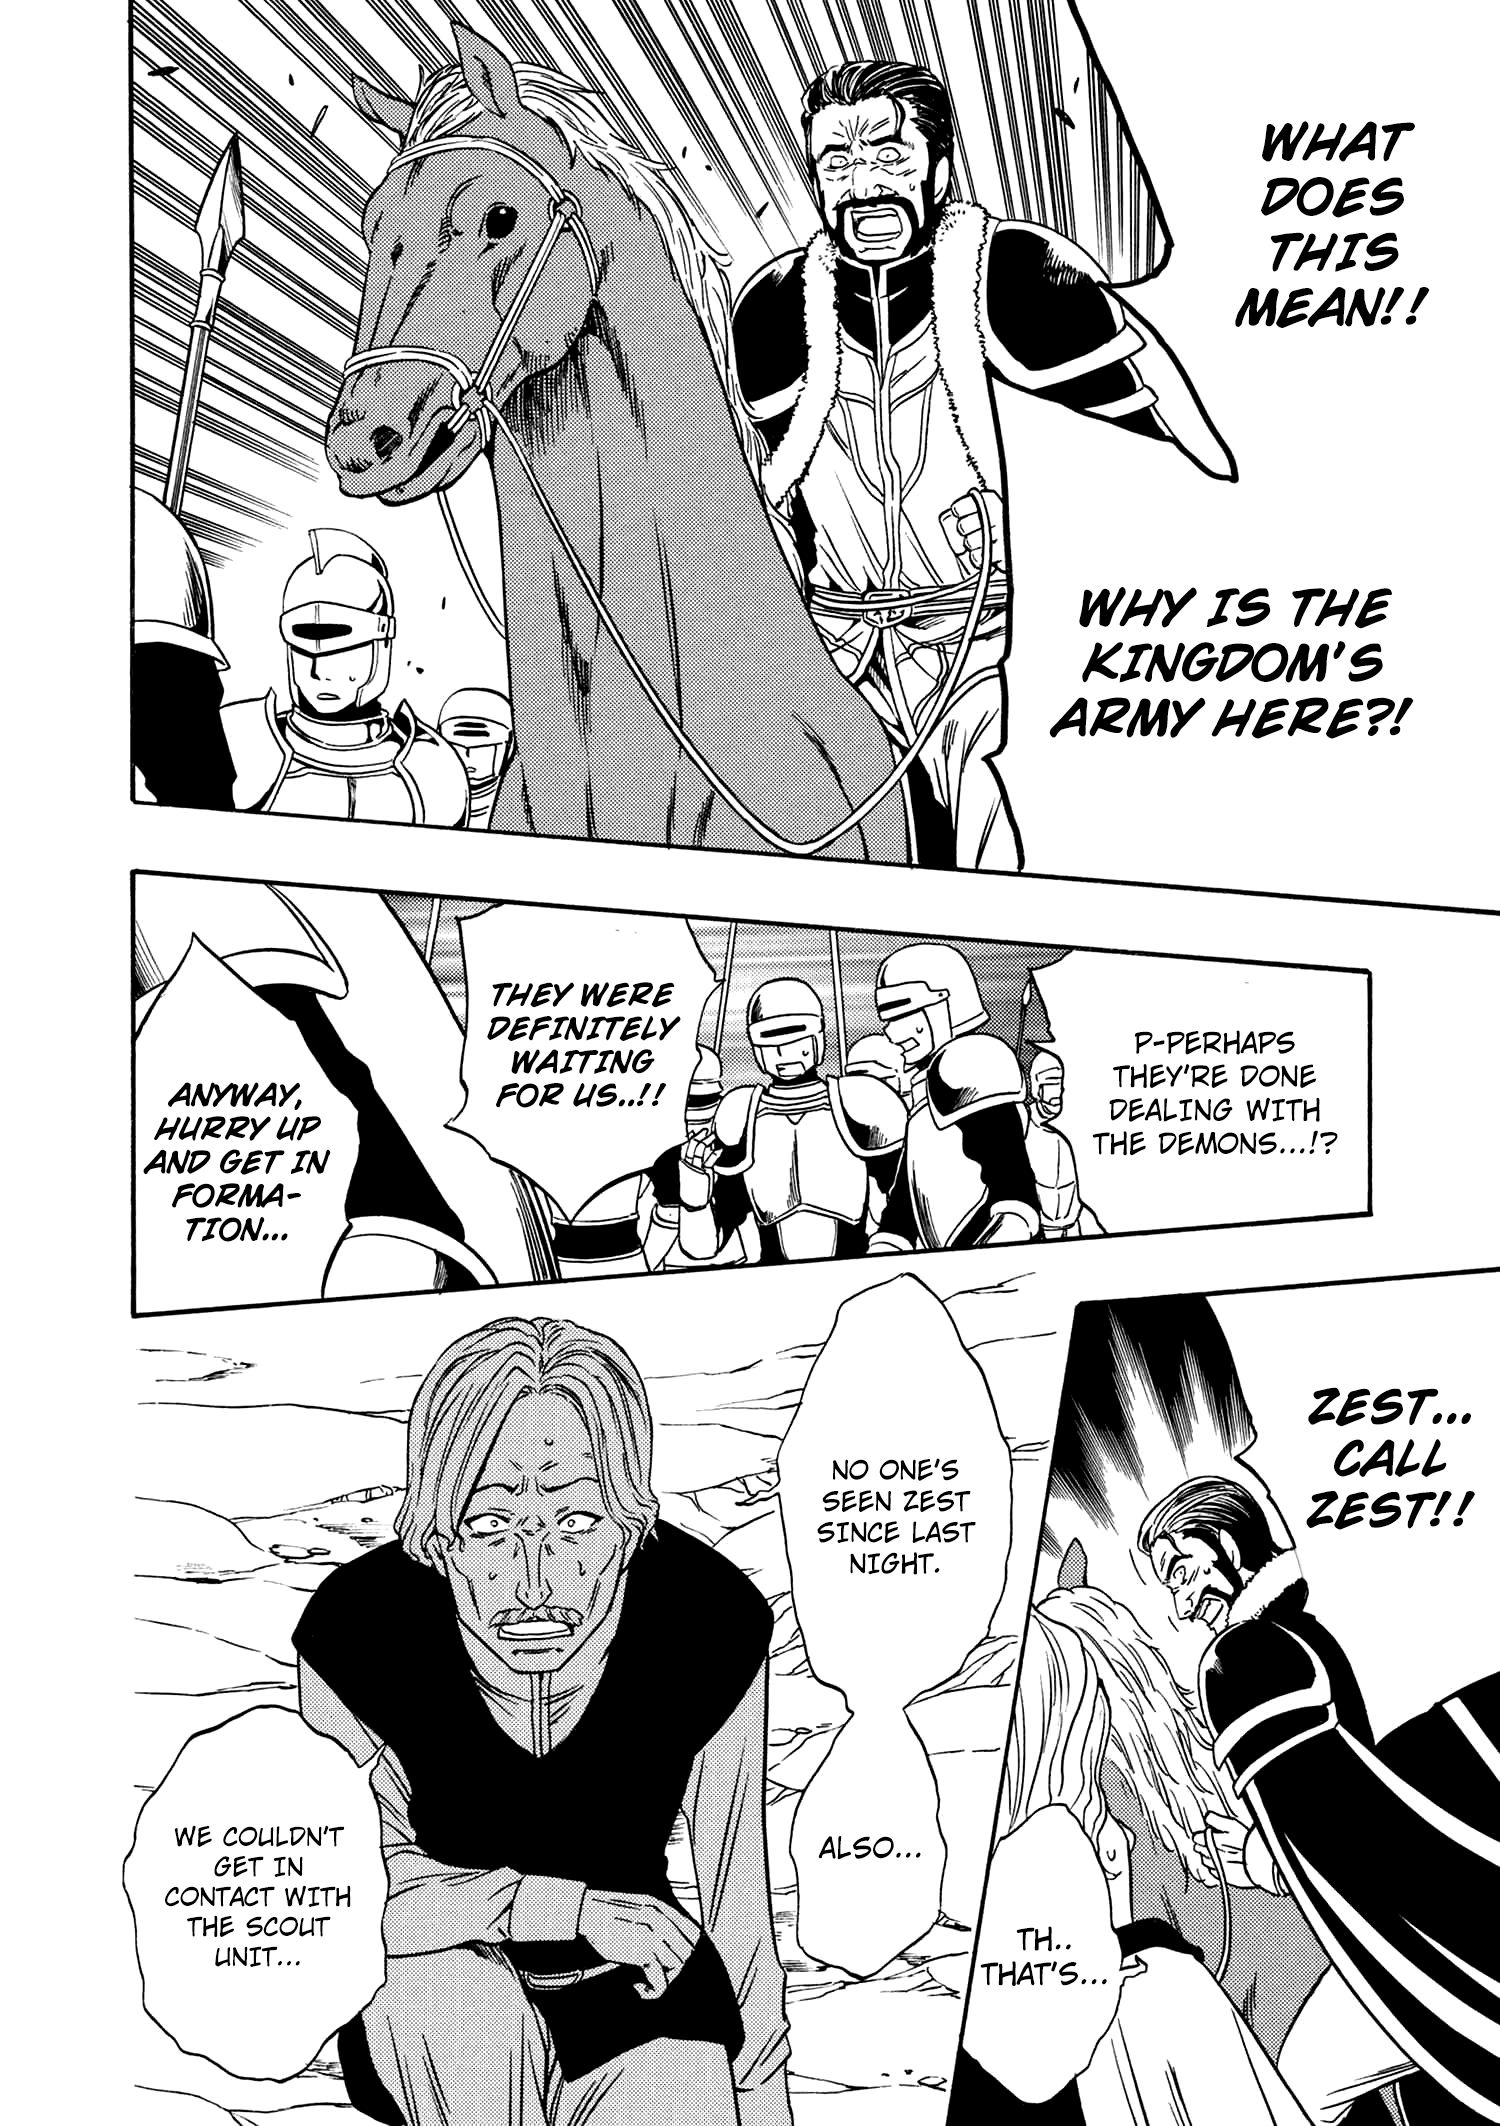 WHAT
DOES
THIS
MEAN!!
WHY IS THE
KINGDOM'S
ARMY HERE?!
P-PERHAPS
THEY'RE DONE
DEALING WITH
THE DEMONS...!?
THEY WERE
DEFINITELY
WAITING
FOR US..!!
ANYWAY,
HURRY UP
AND GET IN
FORMA-
TION...
ZEST...
CALL
ZEST!!
TH..
THAT'S...
NO ONE'S
SEEN ZEST
SINCE LAST
NIGHT.
ALSO...
WE COULDN'T
GET IN
CONTACT WITH
THE SCOUT
UNIT...